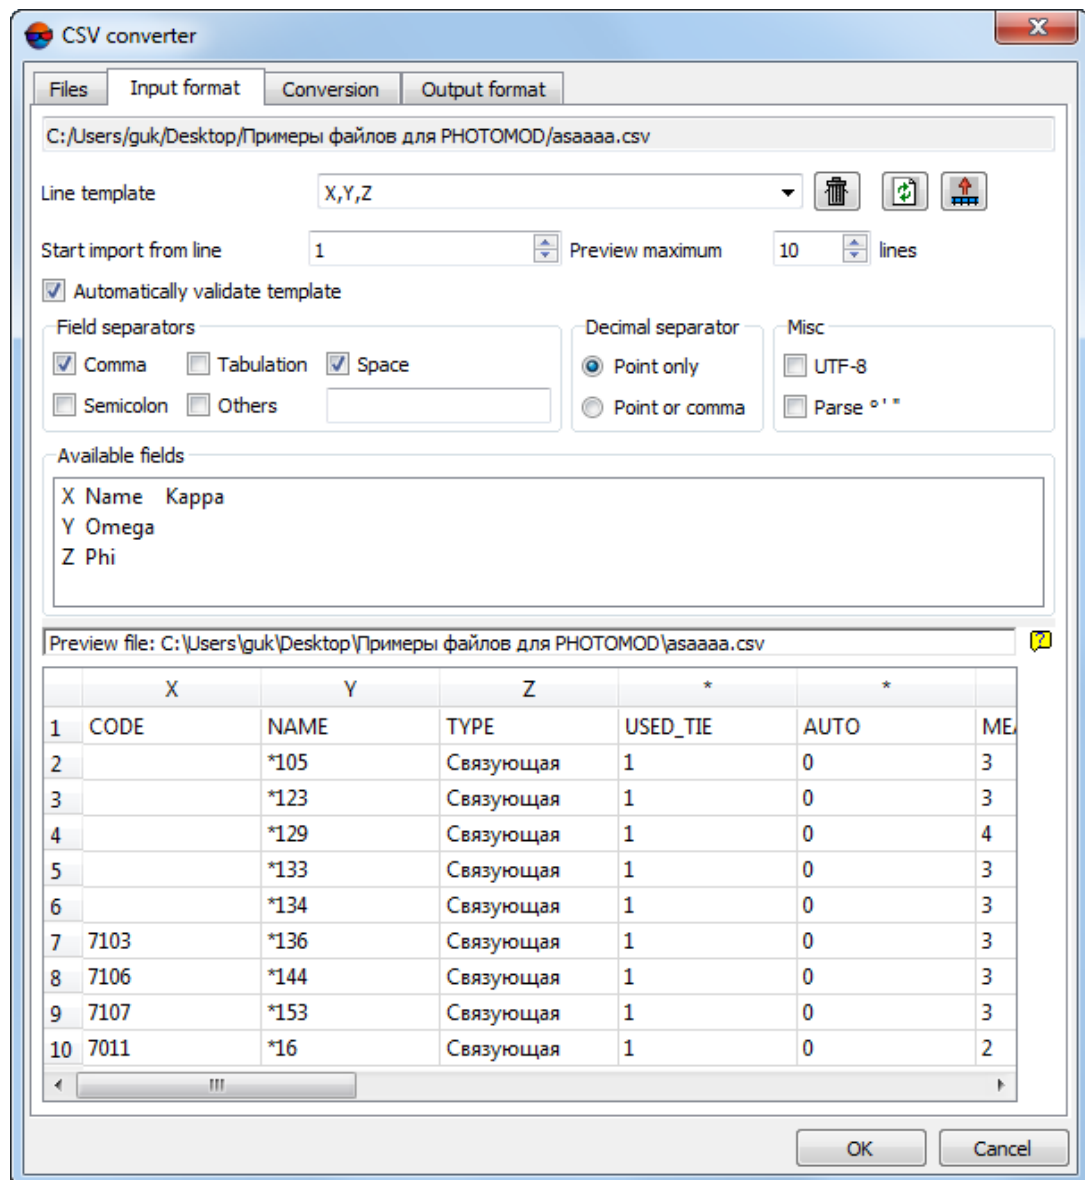 CSV converter
Files Input format Conversion Output format
C:/Users/guk/Desktop/Примеры файлов для PHOTOMOD/asaaaa.csv
Line template X,Y,Z
Start import from line 1 Preview maximum 10 lines
Automatically validate template
Field separators Decimal separator Misc
Comma Tabulation Space Point only UTF-8
Semicolon Others Point or comma Parse ° ' "
Available fields
X Name Kappa
Y Omega
Z Phi
Preview file: C:\Users\guk\Desktop\Примеры файлов для PHOTOMOD\asaaaa.csv
X Y Z * *
1 CODE NAME TYPE USED_TIE AUTO
2 *105 Связующая 1 0 3
3 *123 Связующая 1 0 3
4 *129 Связующая 1 0 4
5 *133 Связующая 1 0 3
6 *134 Связующая 1 0 3
7 7103 *136 Связующая 1 0 3
8 7106 *144 Связующая 1 0 3
9 7107 *153 Связующая 1 0 3
10 7011 *16 Связующая 1 0 2
OK Cancel